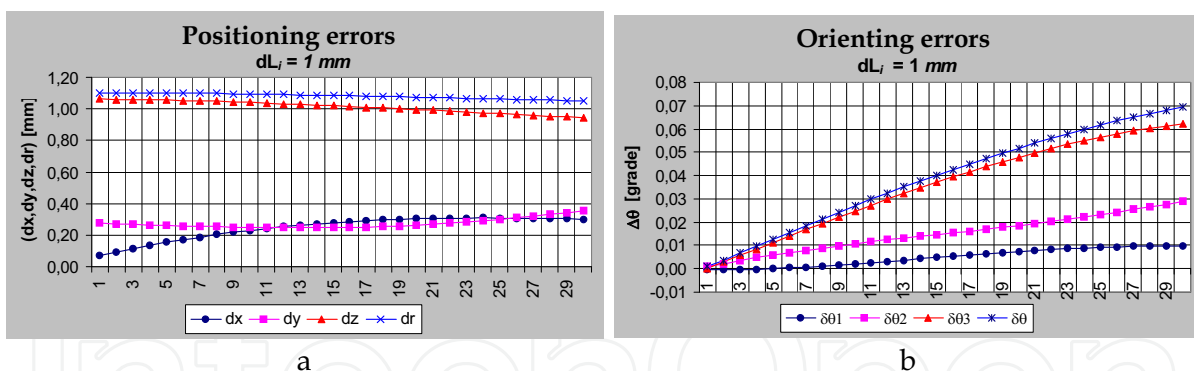 Positioning errors
dLi = 1 mm
(dx,dy,dz,dr) [mm]
1,20
1,00
0,80
0,60
0,40
0,20
0,00
1 3 5 7 9 11 13 15 17 19 21 23 25 27 29
dx dy dz dr
a
Orienting errors
dLi = 1 mm
Δθ [grade]
0,08
0,07
0,06
0,05
0,04
0,03
0,02
0,01
0,00
-0,01
1 3 5 7 9 11 13 15 17 19 21 23 25 27 29
δθ1 δθ2 δθ3 δθ
b